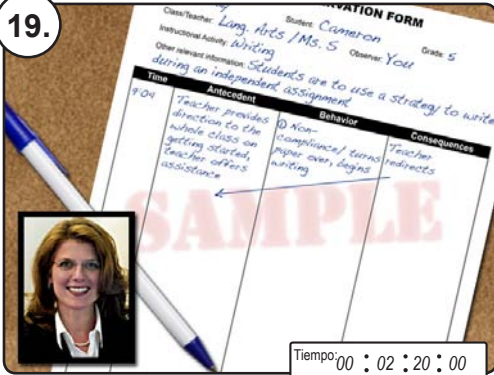 19.
RVATION FORM
Class/Teacher: Lang. Arts / Ms. S Student: Cameron Grade: 5
Instructional Activity: Writing Observer: You
Other relevant information: Students are to use a strategy to write
during an independent assignment
Time Antecedent Behavior Consequences
9:04 Teacher provides
direction to the
whole class on
getting started,
teacher offers
assistance
① Non-
compliance/ turns
paper over, begins
writing
Teacher
redirects
SAMPLE
Tiempo: 00 : 02 : 20 : 00